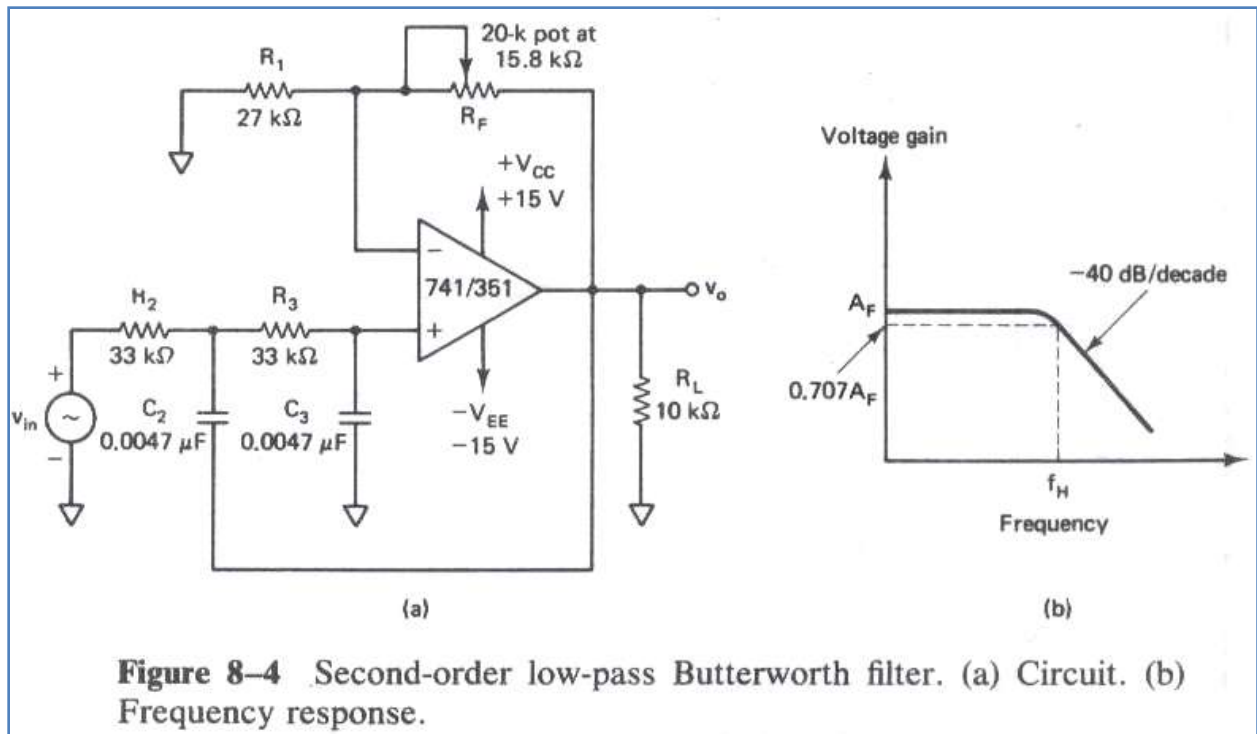 20-k pot at
15.8 kΩ
R1
27 kΩ
RF
+VCC
+15 V
−
741/351
+
H2
33 kΩ
R3
33 kΩ
+
vin
~
−
C2
0.0047 μF
C3
0.0047 μF
−VEE
−15 V
vo
RL
10 kΩ
(a)
Voltage gain
−40 dB/decade
AF
0.707AF
fH
Frequency
(b)
Figure 8–4 Second-order low-pass Butterworth filter. (a) Circuit. (b)
Frequency response.